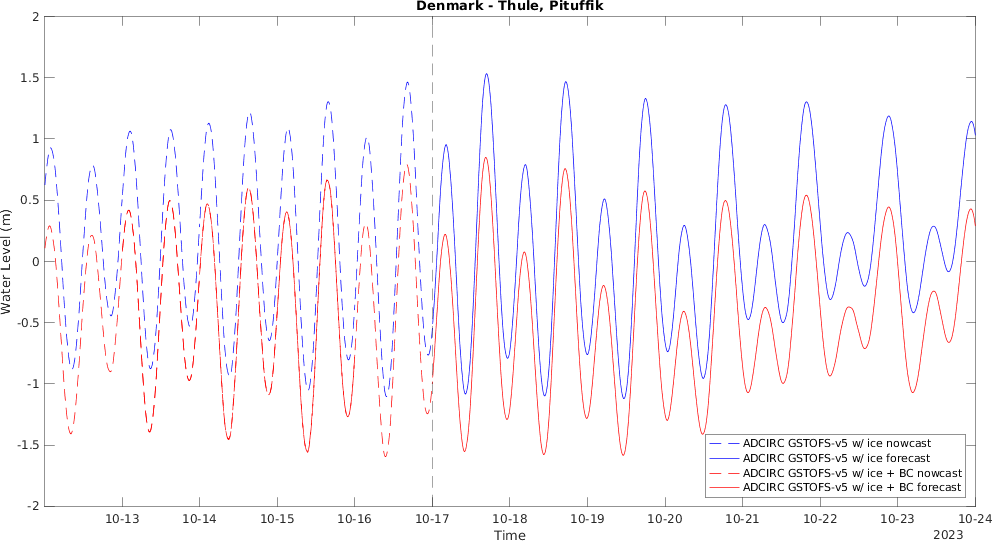 Denmark - Thule, Pituffik
2
1.5
1
0.5
0
-0.5
-1
-1.5
-2
Water Level (m)
ADCIRC GSTOFS-v5 w/ ice nowcast
ADCIRC GSTOFS-v5 w/ ice forecast
ADCIRC GSTOFS-v5 w/ ice + BC nowcast
ADCIRC GSTOFS-v5 w/ ice + BC forecast
10-13 10-14 10-15 10-16 10-17 10-18 10-19 10-20 10-21 10-22 10-23 10-24
Time
2023